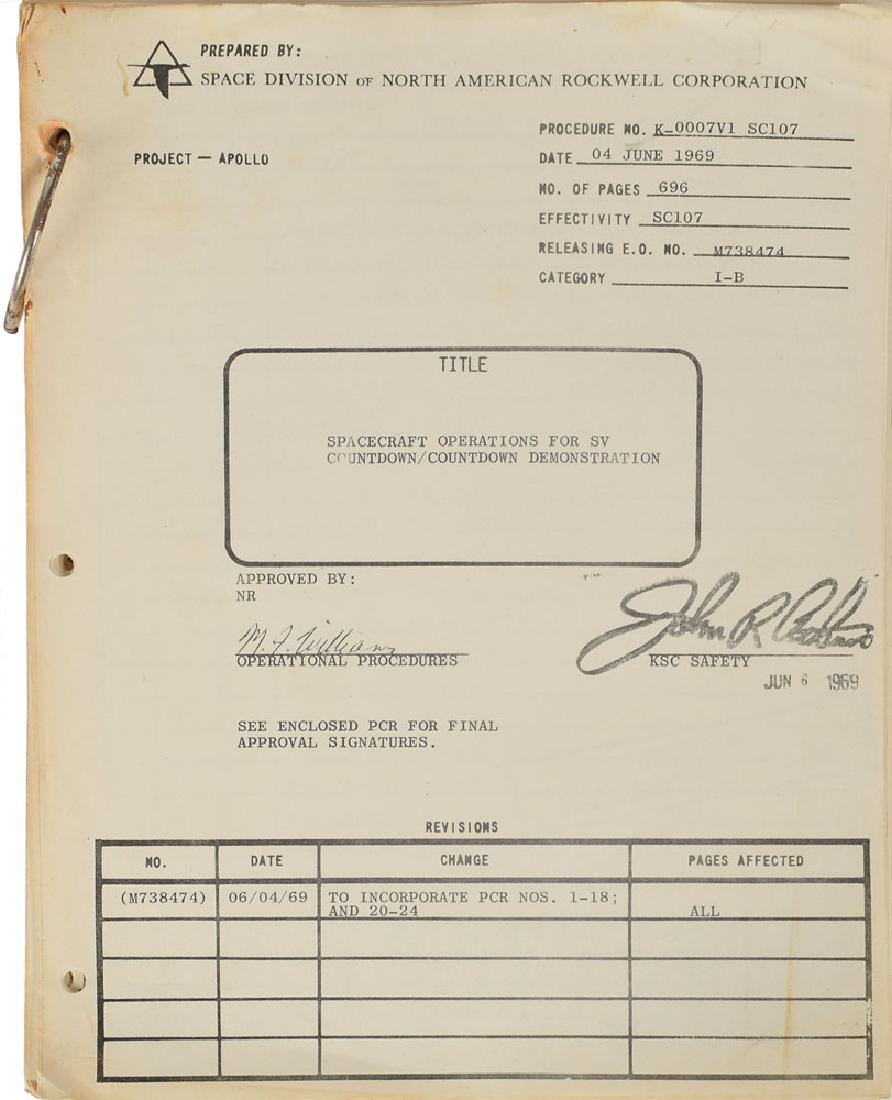 PREPARED BY:
SPACE DIVISION OF NORTH AMERICAN ROCKWELL CORPORATION
PROCEDURE NO. K-0007V1 SC107
PROJECT — APOLLO
DATE 04 JUNE 1969
NO. OF PAGES 696
EFFECTIVITY SC107
RELEASING E.O. NO. M738474
CATEGORY I-B
TITLE
SPACECRAFT OPERATIONS FOR SV
COUNTDOWN/COUNTDOWN DEMONSTRATION
APPROVED BY:
NR
M. J. Williams
John R
OPERATIONAL PROCEDURES
KSC SAFETY
JUN 6 1969
SEE ENCLOSED PCR FOR FINAL
APPROVAL SIGNATURES.
REVISIONS
NO. DATE CHANGE PAGES AFFECTED
(M738474) 06/04/69 TO INCORPORATE PCR NOS. 1-18;
AND 20-24 ALL